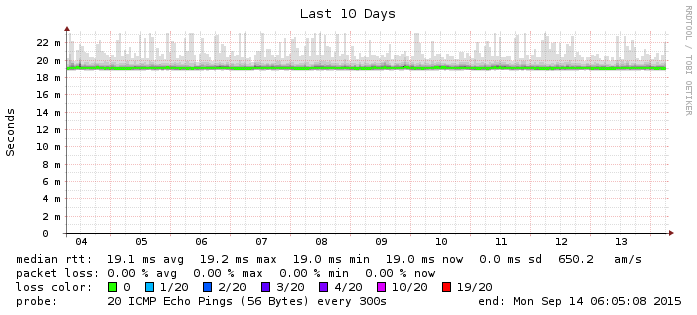 Last 10 Days
RRDTOOL / TOBI OETIKER
Seconds
22 m
20 m
18 m
16 m
14 m
12 m
10 m
8 m
6 m
4 m
2 m
0
04 05 06 07 08 09 10 11 12 13
median rtt: 19.1 ms avg 19.2 ms max 19.0 ms min 19.0 ms now 0.0 ms sd 650.2 am/s
packet loss: 0.00 % avg 0.00 % max 0.00 % min 0.00 % now
loss color: 0 1/20 2/20 3/20 4/20 10/20 19/20
probe: 20 ICMP Echo Pings (56 Bytes) every 300s end: Mon Sep 14 06:05:08 2015